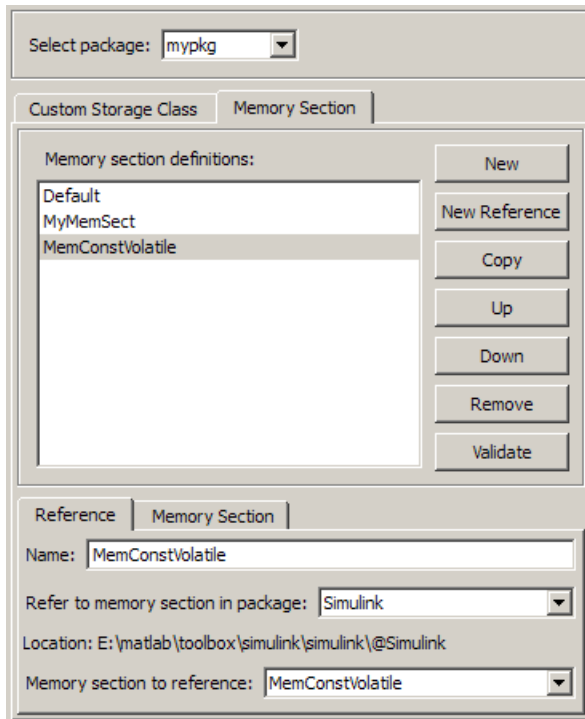 Select package: mypkg
Custom Storage Class Memory Section
Memory section definitions:
Default
MyMemSect
MemConstVolatile
New
New Reference
Copy
Up
Down
Remove
Validate
Reference Memory Section
Name: MemConstVolatile
Refer to memory section in package: Simulink
Location: E:\matlab\toolbox\simulink\simulink\@Simulink
Memory section to reference: MemConstVolatile